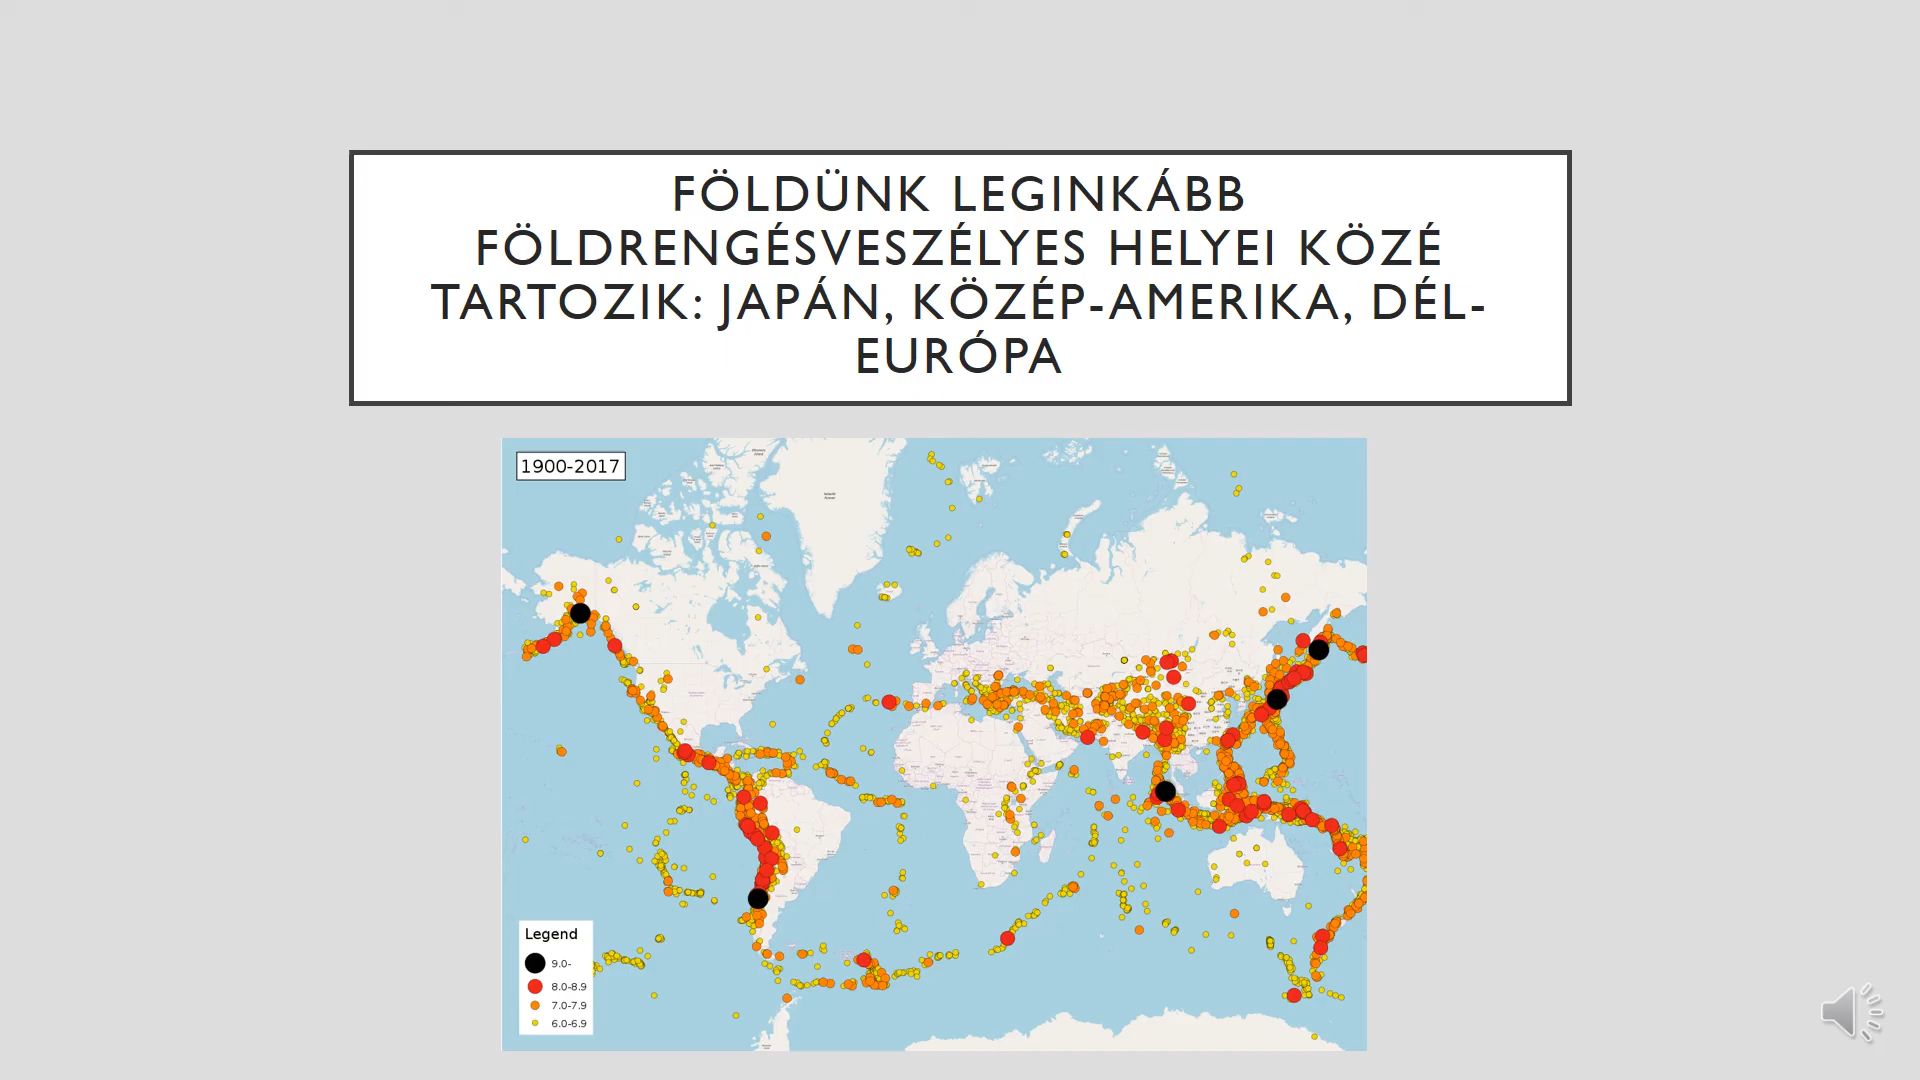 FÖLDÜNK LEGINKÁBB
FÖLDRENGÉSVESZÉLYES HELYEI KÖZÉ
TARTOZIK: JAPÁN, KÖZÉP-AMERIKA, DÉL-
EURÓPA
1900-2017
Legend
9.0-
8.0-8.9
7.0-7.9
6.0-6.9